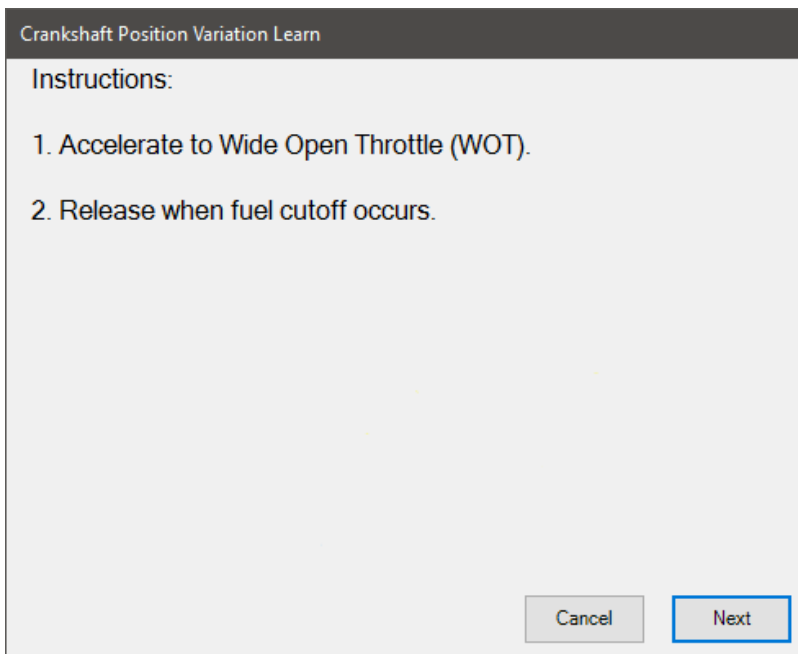 Crankshaft Position Variation Learn
Instructions:
1. Accelerate to Wide Open Throttle (WOT).
2. Release when fuel cutoff occurs.
Cancel Next